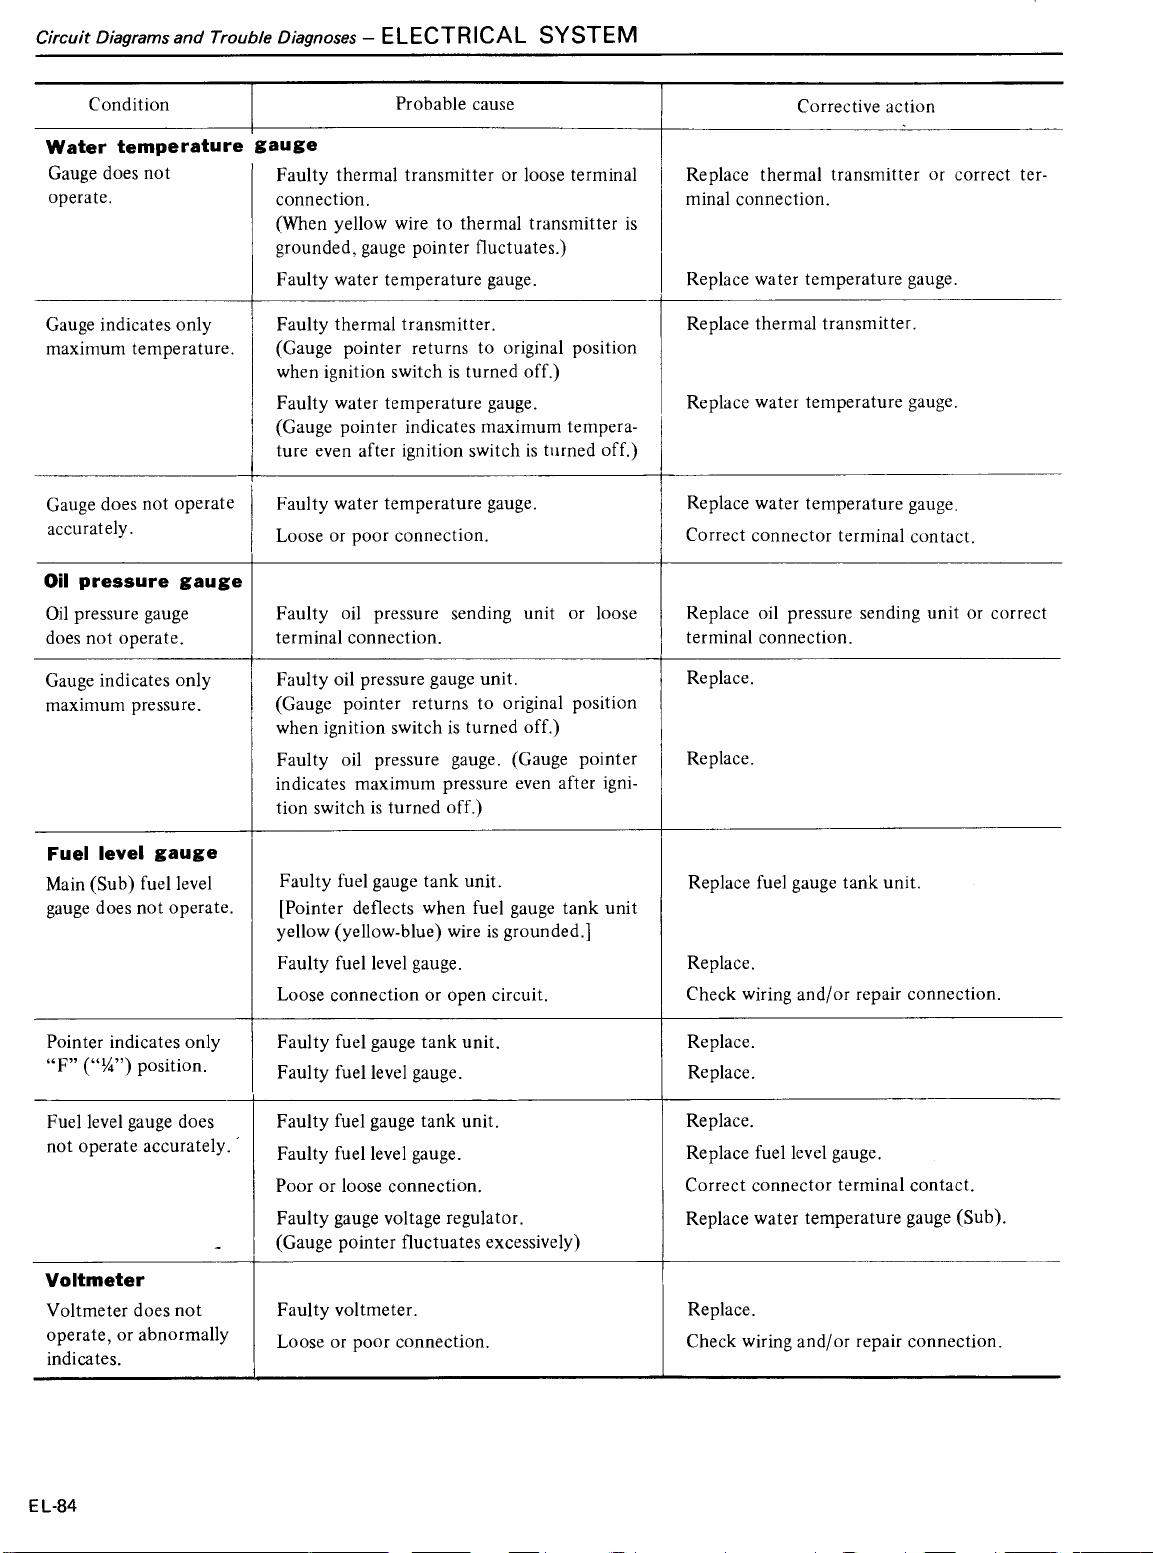 Circuit Diagrams and Trouble Diagnoses – ELECTRICAL SYSTEM
Condition
Probable cause
Corrective action
Water temperature gauge
Gauge does not
operate.
Faulty thermal transmitter or loose terminal
connection.
(When yellow wire to thermal transmitter is
grounded, gauge pointer fluctuates.)
Replace thermal transmitter or correct ter-
minal connection.
Faulty water temperature gauge.
Replace water temperature gauge.
Gauge indicates only
maximum temperature.
Faulty thermal transmitter.
(Gauge pointer returns to original position
when ignition switch is turned off.)
Replace thermal transmitter.
Faulty water temperature gauge.
(Gauge pointer indicates maximum tempera-
ture even after ignition switch is turned off.)
Replace water temperature gauge.
Gauge does not operate
accurately.
Faulty water temperature gauge.
Replace water temperature gauge.
Loose or poor connection.
Correct connector terminal contact.
Oil pressure gauge
Oil pressure gauge
does not operate.
Faulty oil pressure sending unit or loose
terminal connection.
Replace oil pressure sending unit or correct
terminal connection.
Gauge indicates only
maximum pressure.
Faulty oil pressure gauge unit.
(Gauge pointer returns to original position
when ignition switch is turned off.)
Replace.
Faulty oil pressure gauge. (Gauge pointer
indicates maximum pressure even after igni-
tion switch is turned off.)
Replace.
Fuel level gauge
Main (Sub) fuel level
gauge does not operate.
Faulty fuel gauge tank unit.
[Pointer deflects when fuel gauge tank unit
yellow (yellow-blue) wire is grounded.]
Replace fuel gauge tank unit.
Faulty fuel level gauge.
Replace.
Loose connection or open circuit.
Check wiring and/or repair connection.
Pointer indicates only
“F” (“¼”) position.
Faulty fuel gauge tank unit.
Replace.
Faulty fuel level gauge.
Replace.
Fuel level gauge does
not operate accurately.
Faulty fuel gauge tank unit.
Replace.
Faulty fuel level gauge.
Replace fuel level gauge.
Poor or loose connection.
Correct connector terminal contact.
Faulty gauge voltage regulator.
(Gauge pointer fluctuates excessively)
Replace water temperature gauge (Sub).
Voltmeter
Voltmeter does not
operate, or abnormally
indicates.
Faulty voltmeter.
Replace.
Loose or poor connection.
Check wiring and/or repair connection.
EL-84